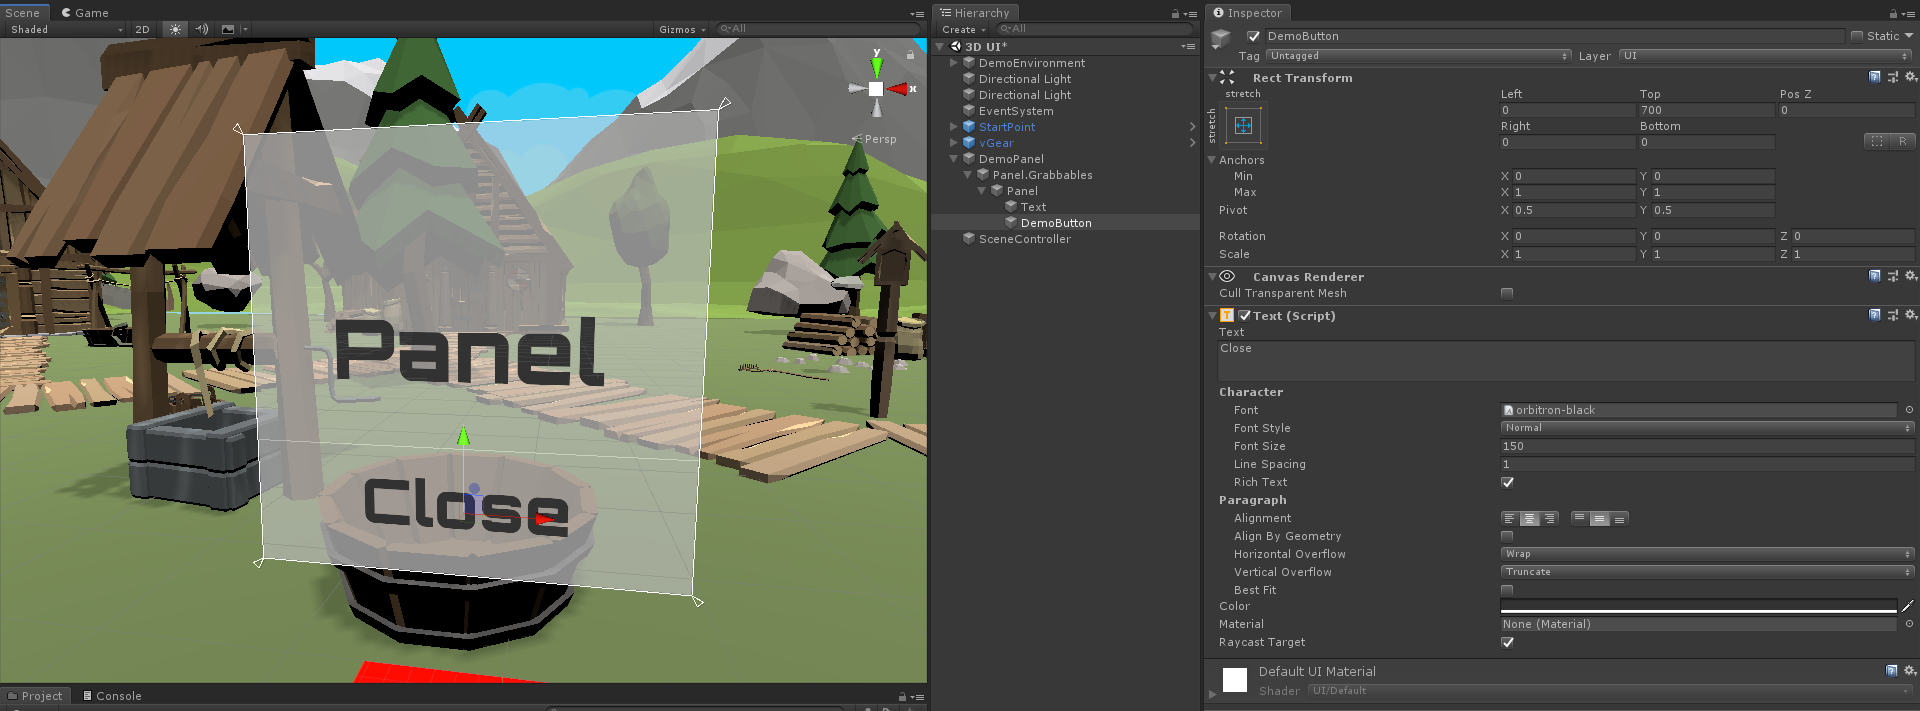 Scene Game
Shaded 2D Gizmos All
y
x
Persp
Panel
Close
Project Console
Hierarchy
Create All
3D UI*
DemoEnvironment
Directional Light
Directional Light
EventSystem
StartPoint
vGear
DemoPanel
Panel.Grabbables
Panel
Text
DemoButton
SceneController
Inspector
DemoButton Static
Tag Untagged Layer UI
Rect Transform
stretch
stretch
Left Top Pos Z
0 700 0
Right Bottom
0 0
R
Anchors
Min X 0 Y 0
Max X 1 Y 1
Pivot X 0.5 Y 0.5
Rotation X 0 Y 0 Z 0
Scale X 1 Y 1 Z 1
Canvas Renderer
Cull Transparent Mesh
Text (Script)
Text
Close
Character
Font orbitron-black
Font Style Normal
Font Size 150
Line Spacing 1
Rich Text
Paragraph
Alignment
Align By Geometry
Horizontal Overflow Wrap
Vertical Overflow Truncate
Best Fit
Color
Material None (Material)
Raycast Target
Default UI Material
Shader UI/Default